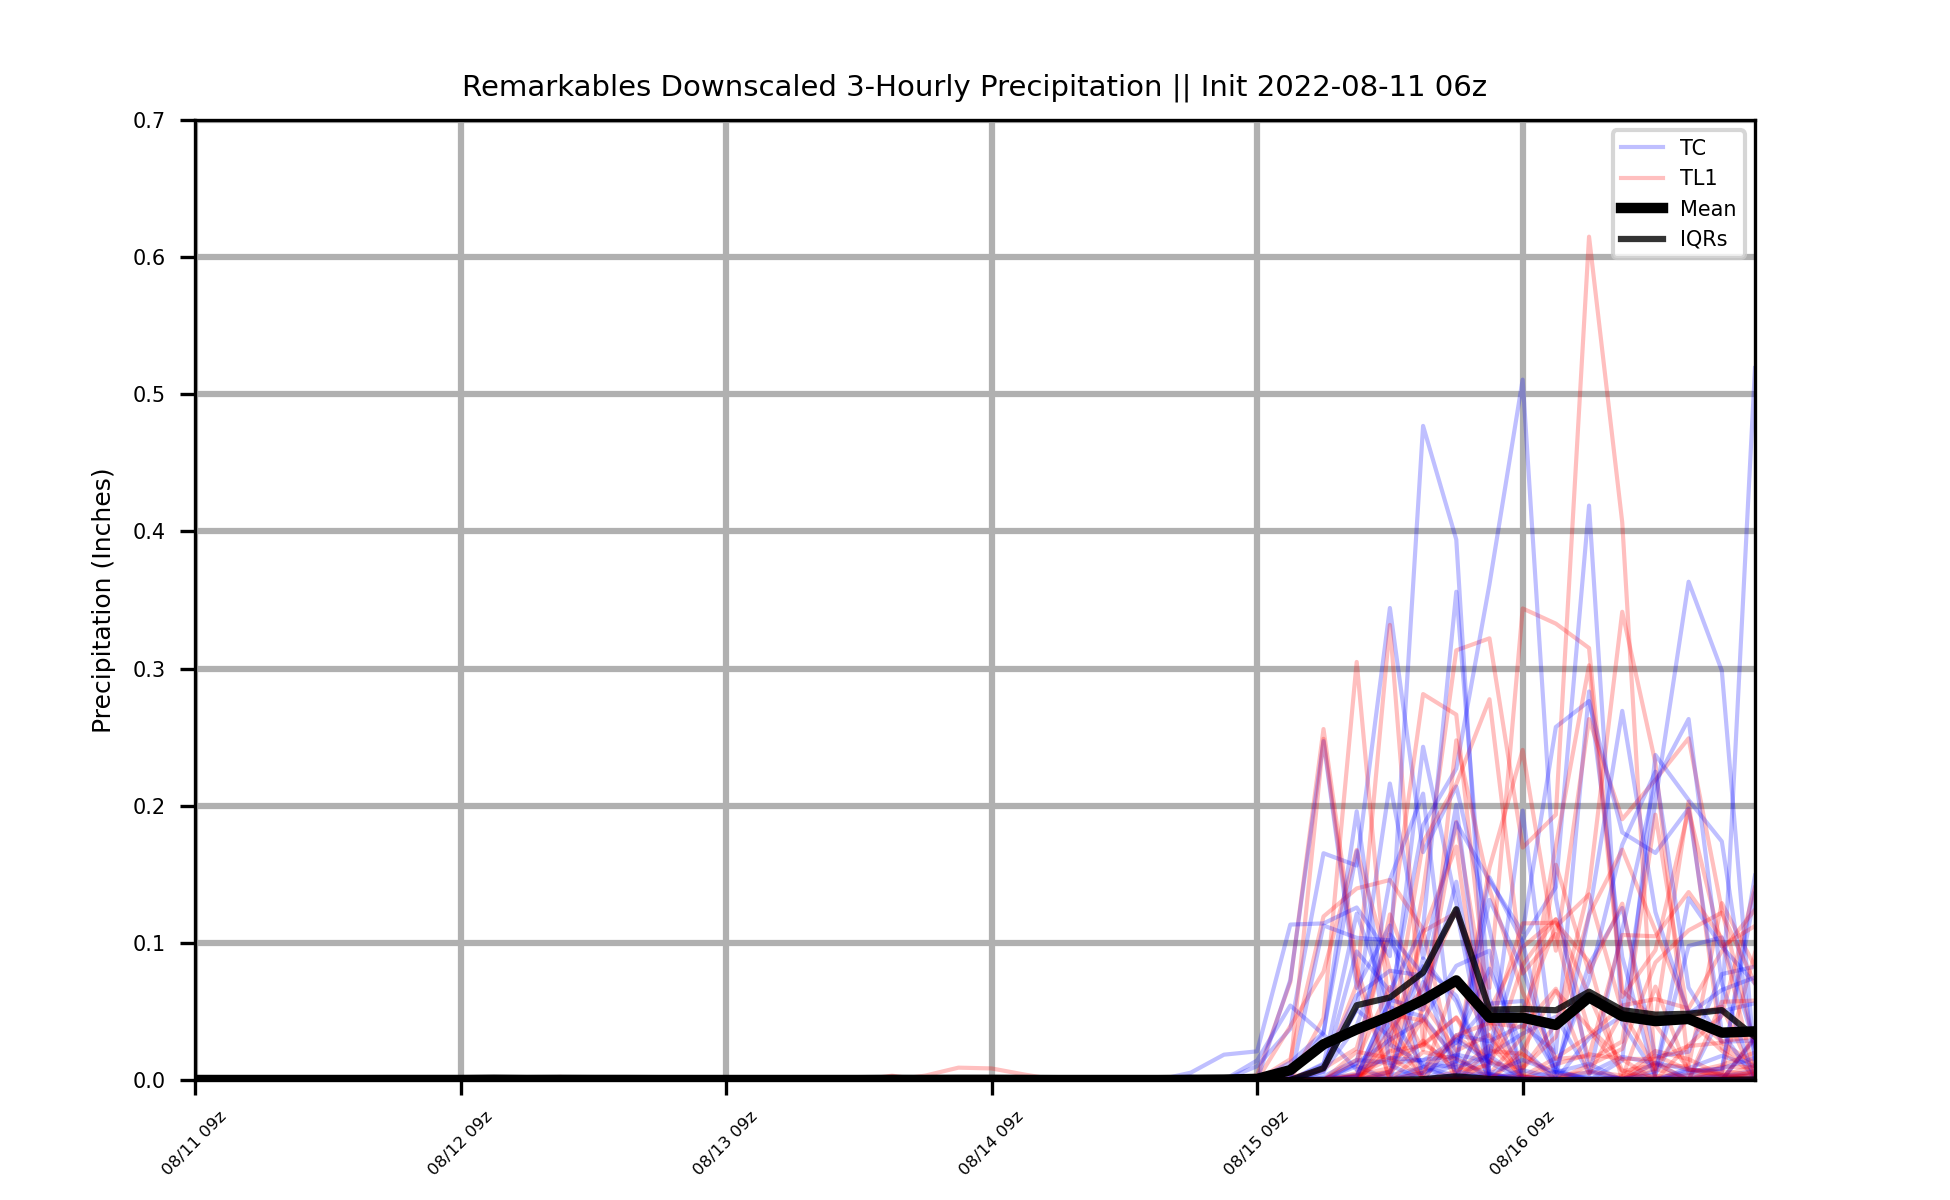 Remarkables Downscaled 3-Hourly Precipitation || Init 2022-08-11 06z
0.7
0.6
0.5
0.4
0.3
0.2
0.1
0.0
Precipitation (Inches)
TC
TL1
Mean
IQRs
08/11 09z
08/12 09z
08/13 09z
08/14 09z
08/15 09z
08/16 09z